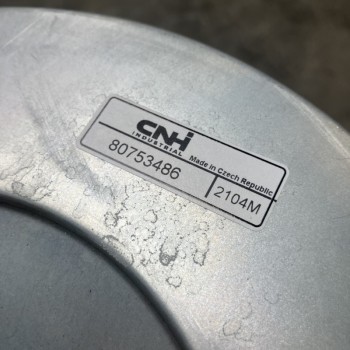 CNH
INDUSTRIAL
Made in Czech Republic
80753486
2104M